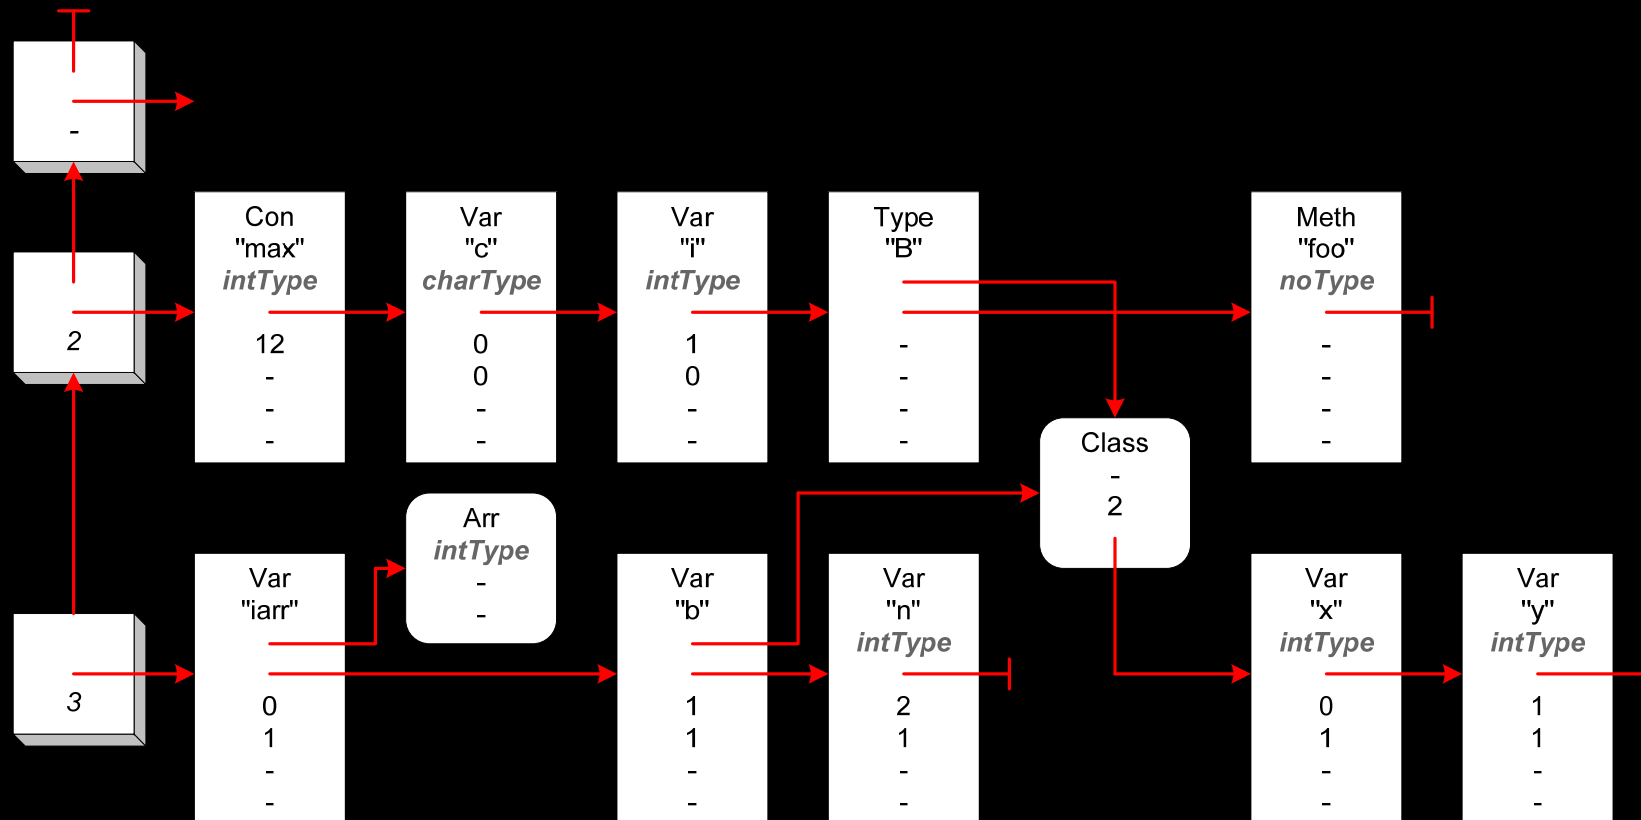 -
2
Con
"max"
intType
12
-
-
-
Var
"c"
charType
0
0
-
-
Var
"i"
intType
1
0
-
-
Type
"B"
-
-
-
-
Meth
"foo"
noType
-
-
-
-
Class
-
2
Arr
intType
-
-
3
Var
"iarr"
0
1
-
-
Var
"b"
1
1
-
-
Var
"n"
intType
2
1
-
-
Var
"x"
intType
0
1
-
-
Var
"y"
intType
1
1
-
-